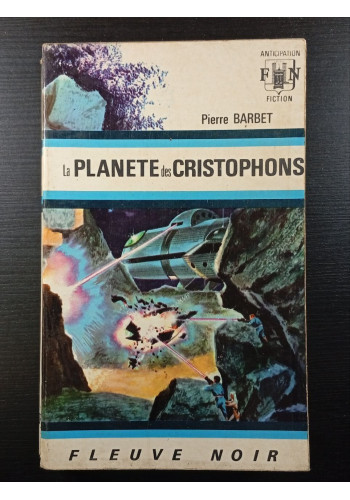 ANTICIPATION
FN
FICTION
Pierre BARBET
La PLANETE des CRISTOPHONS
FLEUVE NOIR